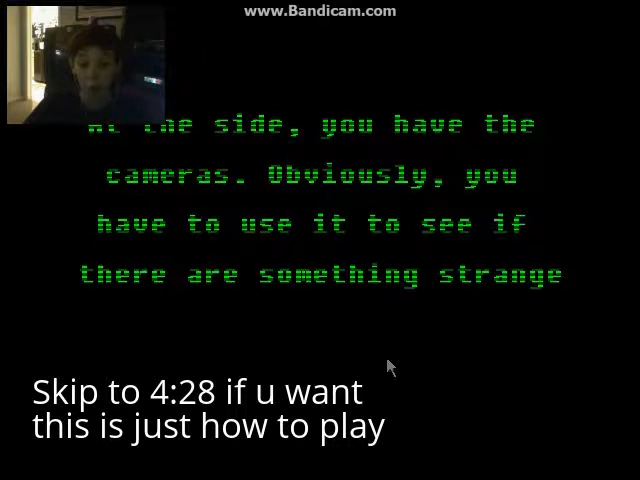 www.Bandicam.com
At the side, you have the
cameras. Obviously, you
have to use it to see if
there are something strange
Skip to 4:28 if u want
this is just how to play